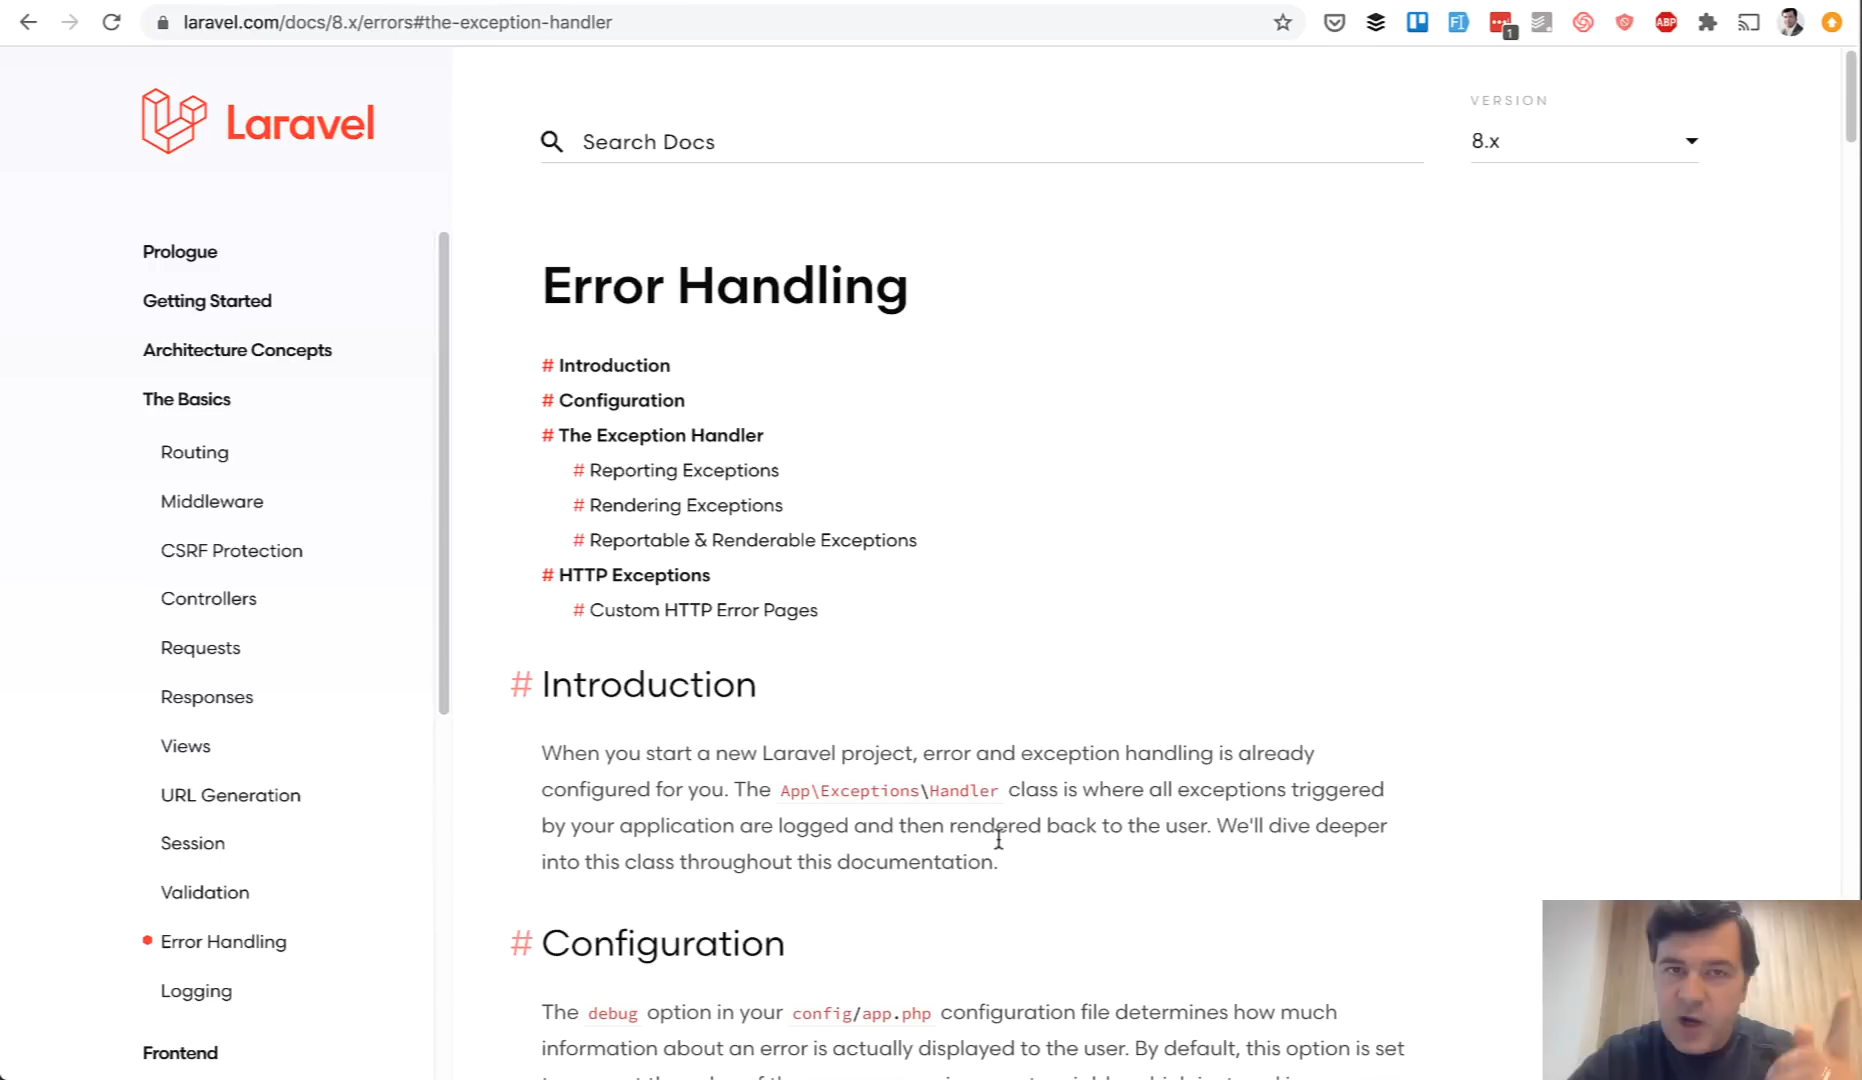 laravel.com/docs/8.x/errors#the-exception-handler
1
ABP
Laravel
Search Docs
VERSION
8.x
Prologue
Getting Started
Architecture Concepts
The Basics
Routing
Middleware
CSRF Protection
Controllers
Requests
Responses
Views
URL Generation
Session
Validation
Error Handling
Logging
Frontend
Error Handling
# Introduction
# Configuration
# The Exception Handler
# Reporting Exceptions
# Rendering Exceptions
# Reportable & Renderable Exceptions
# HTTP Exceptions
# Custom HTTP Error Pages
# Introduction
When you start a new Laravel project, error and exception handling is already
configured for you. The App\Exceptions\Handler class is where all exceptions triggered
by your application are logged and then rendered back to the user. We'll dive deeper
into this class throughout this documentation.
# Configuration
The debug option in your config/app.php configuration file determines how much
information about an error is actually displayed to the user. By default, this option is set